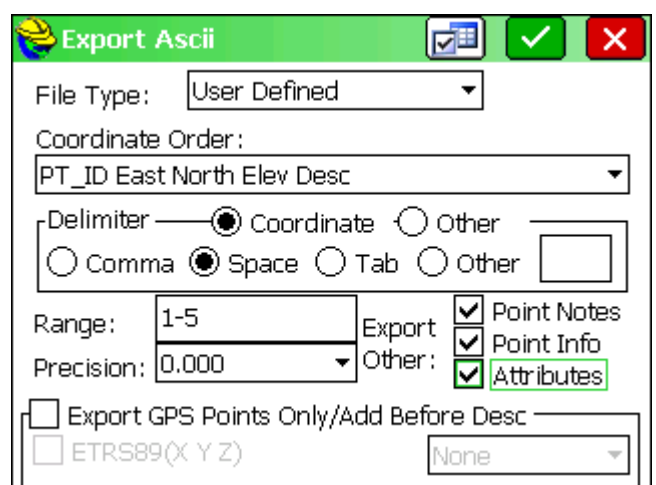 Export Ascii
File Type: User Defined
Coordinate Order:
PT_ID East North Elev Desc
Delimiter Coordinate Other
Comma Space Tab Other
Range: 1-5
Export Other:
Point Notes
Point Info
Attributes
Precision: 0.000
Export GPS Points Only/Add Before Desc
ETRS89(X Y Z) None